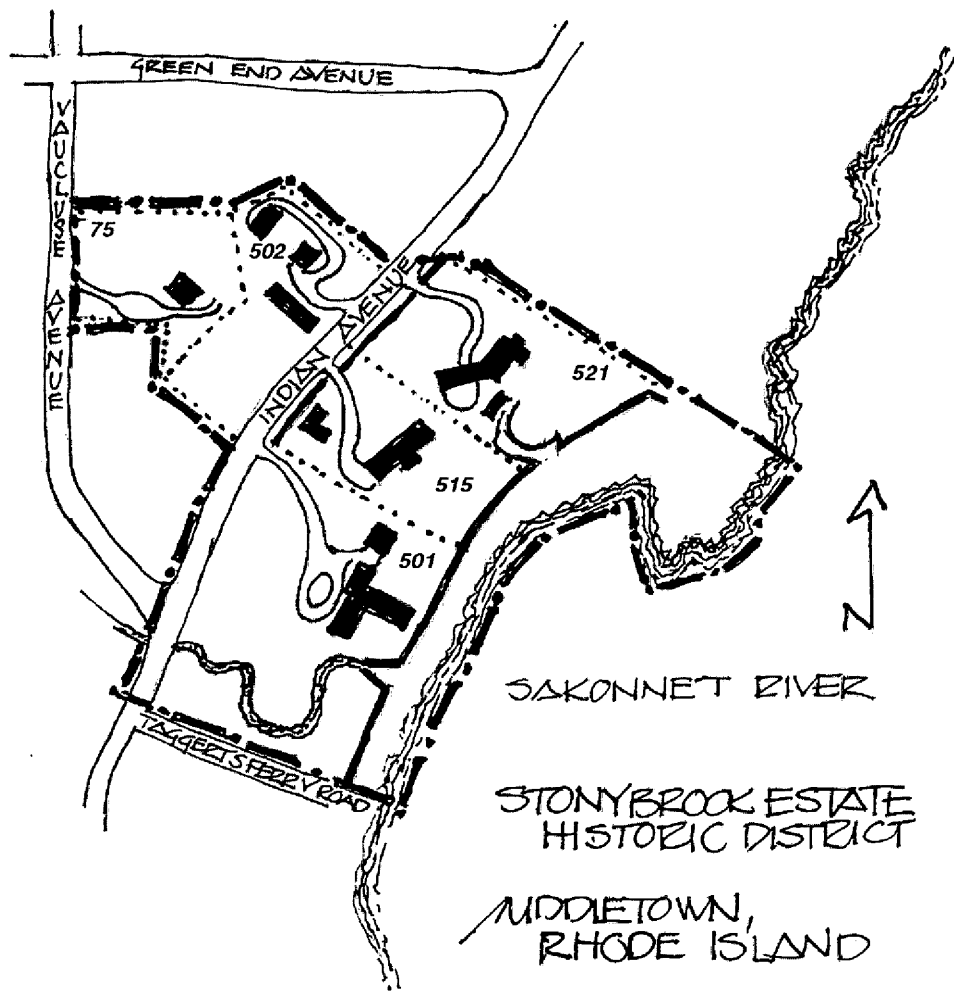 GREEN END AVENUE
VAUCLUSE AVENUE
75
502
INDIAN AVENUE
521
515
501
N
SAKONNET RIVER
TAGGERTS FERRY ROAD
STONYBROOK ESTATE
HISTORIC DISTRICT
MIDDLETOWN,
RHODE ISLAND